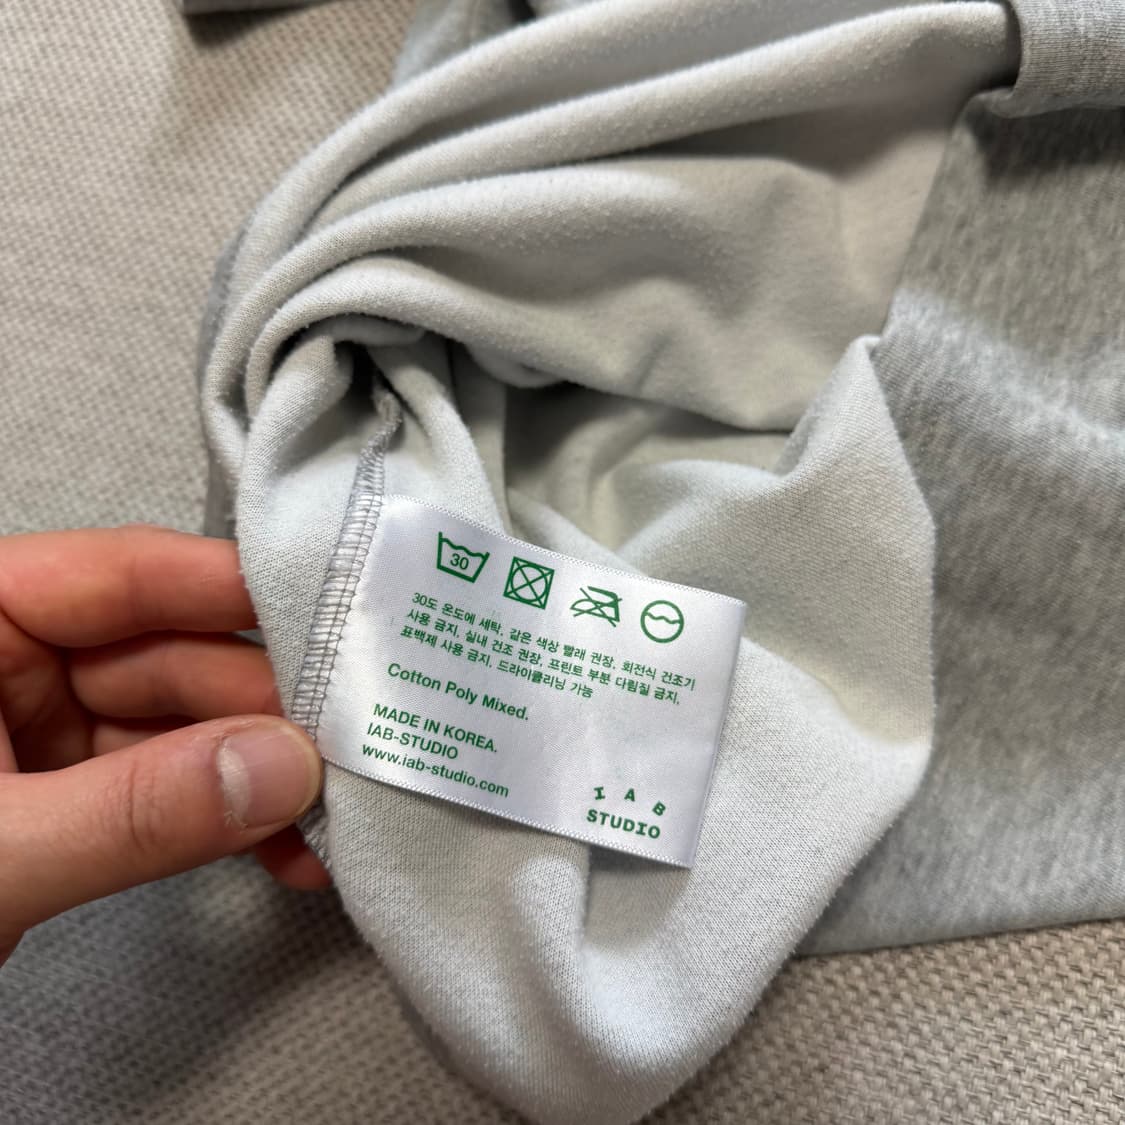 30
30도 온도에 세탁. 같은 색상 빨래 권장. 회전식 건조기
사용 금지. 실내 건조 권장. 프린트 부분 다림질 금지.
표백제 사용 금지. 드라이클리닝 가능
Cotton Poly Mixed.
MADE IN KOREA.
IAB-STUDIO
www.iab-studio.com
IAB
STUDIO